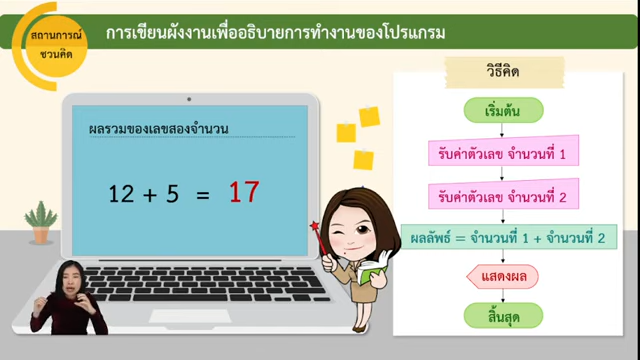 สถานการณ์
ชวนคิด
การเขียนผังงานเพื่ออธิบายการทำงานของโปรแกรม
ผลรวมของเลขสองจำนวน
12 + 5 = 17
วิธีคิด
เริ่มต้น
รับค่าตัวเลข จำนวนที่ 1
รับค่าตัวเลข จำนวนที่ 2
ผลลัพธ์ = จำนวนที่ 1 + จำนวนที่ 2
แสดงผล
สิ้นสุด